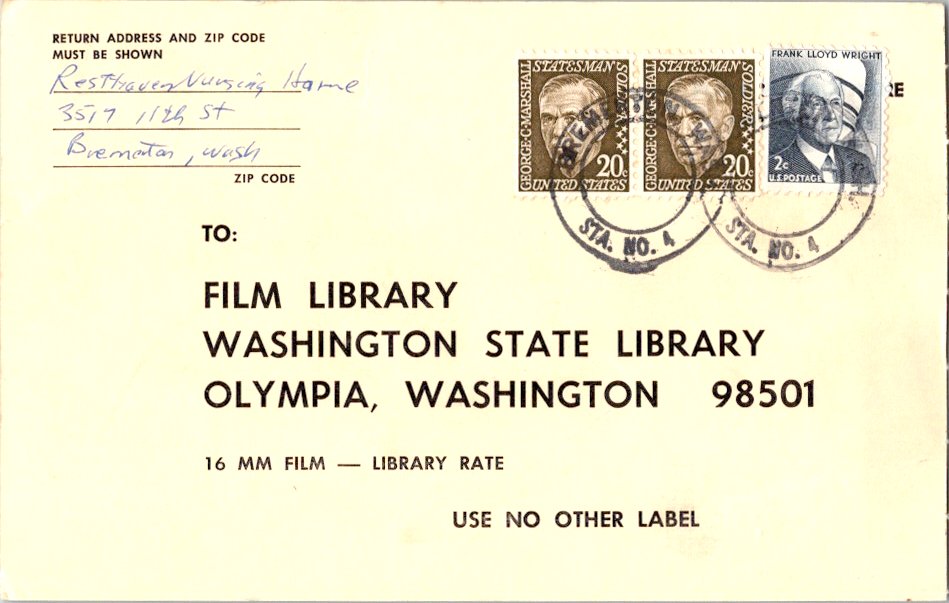 RETURN ADDRESS AND ZIP CODE
MUST BE SHOWN
Resthaven Nursing Home
3517 11th St
Bremerton, Wash
ZIP CODE
GEORGE·C·MARSHALL
STATESMAN'S
SOLDIER
20c
UNITED STATES
GEORGE·C·MARSHALL
STATESMAN'S
SOLDIER
20c
UNITED STATES
FRANK LLOYD WRIGHT
2c
U.S. POSTAGE
RE
BREMERTON, W
STA. NO. 4
STA. NO. 4
TO:
FILM LIBRARY
WASHINGTON STATE LIBRARY
OLYMPIA, WASHINGTON 98501
16 MM FILM — LIBRARY RATE
USE NO OTHER LABEL